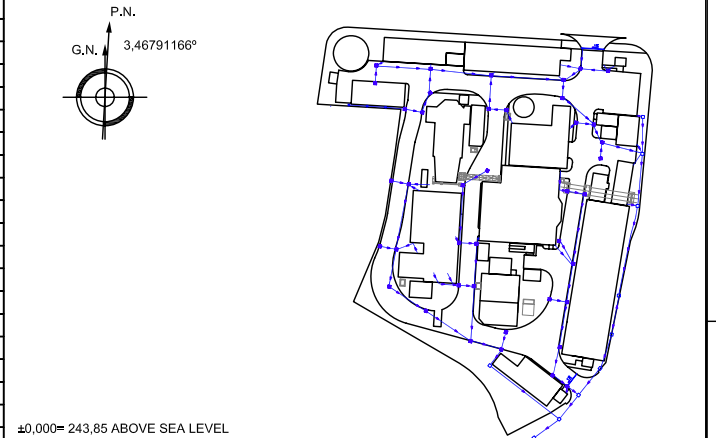 P.N.
G.N. 3,46791166º
±0,000= 243,85 ABOVE SEA LEVEL